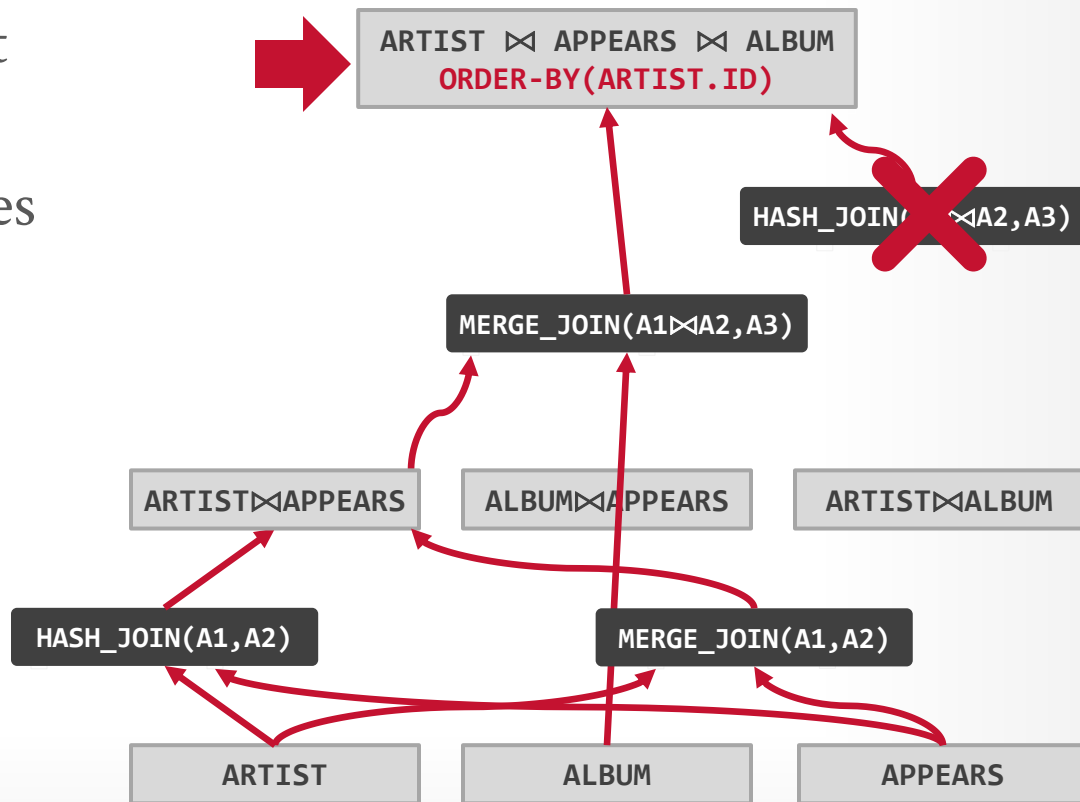 t
es
ARTIST ⋈ APPEARS ⋈ ALBUM
ORDER-BY(ARTIST.ID)
HASH_JOIN( ⋈A2,A3)
MERGE_JOIN(A1⋈A2,A3)
ARTIST⋈APPEARS
ALBUM⋈APPEARS
ARTIST⋈ALBUM
HASH_JOIN(A1,A2)
MERGE_JOIN(A1,A2)
ARTIST
ALBUM
APPEARS